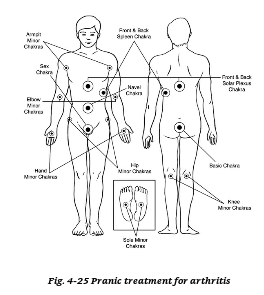 Armpit
Minor
Chakras
Front & Back
Spleen Chakra
Sex
Chakra
Navel
Chakra
Front & Back
Solar Plexus
Chakra
Elbow
Minor
Chakras
Hand
Minor Chakras
Hip
Minor Chakras
Basic Chakra
Knee
Minor Chakras
Sole Minor
Chakras
Fig. 4-25 Pranic treatment for arthritis